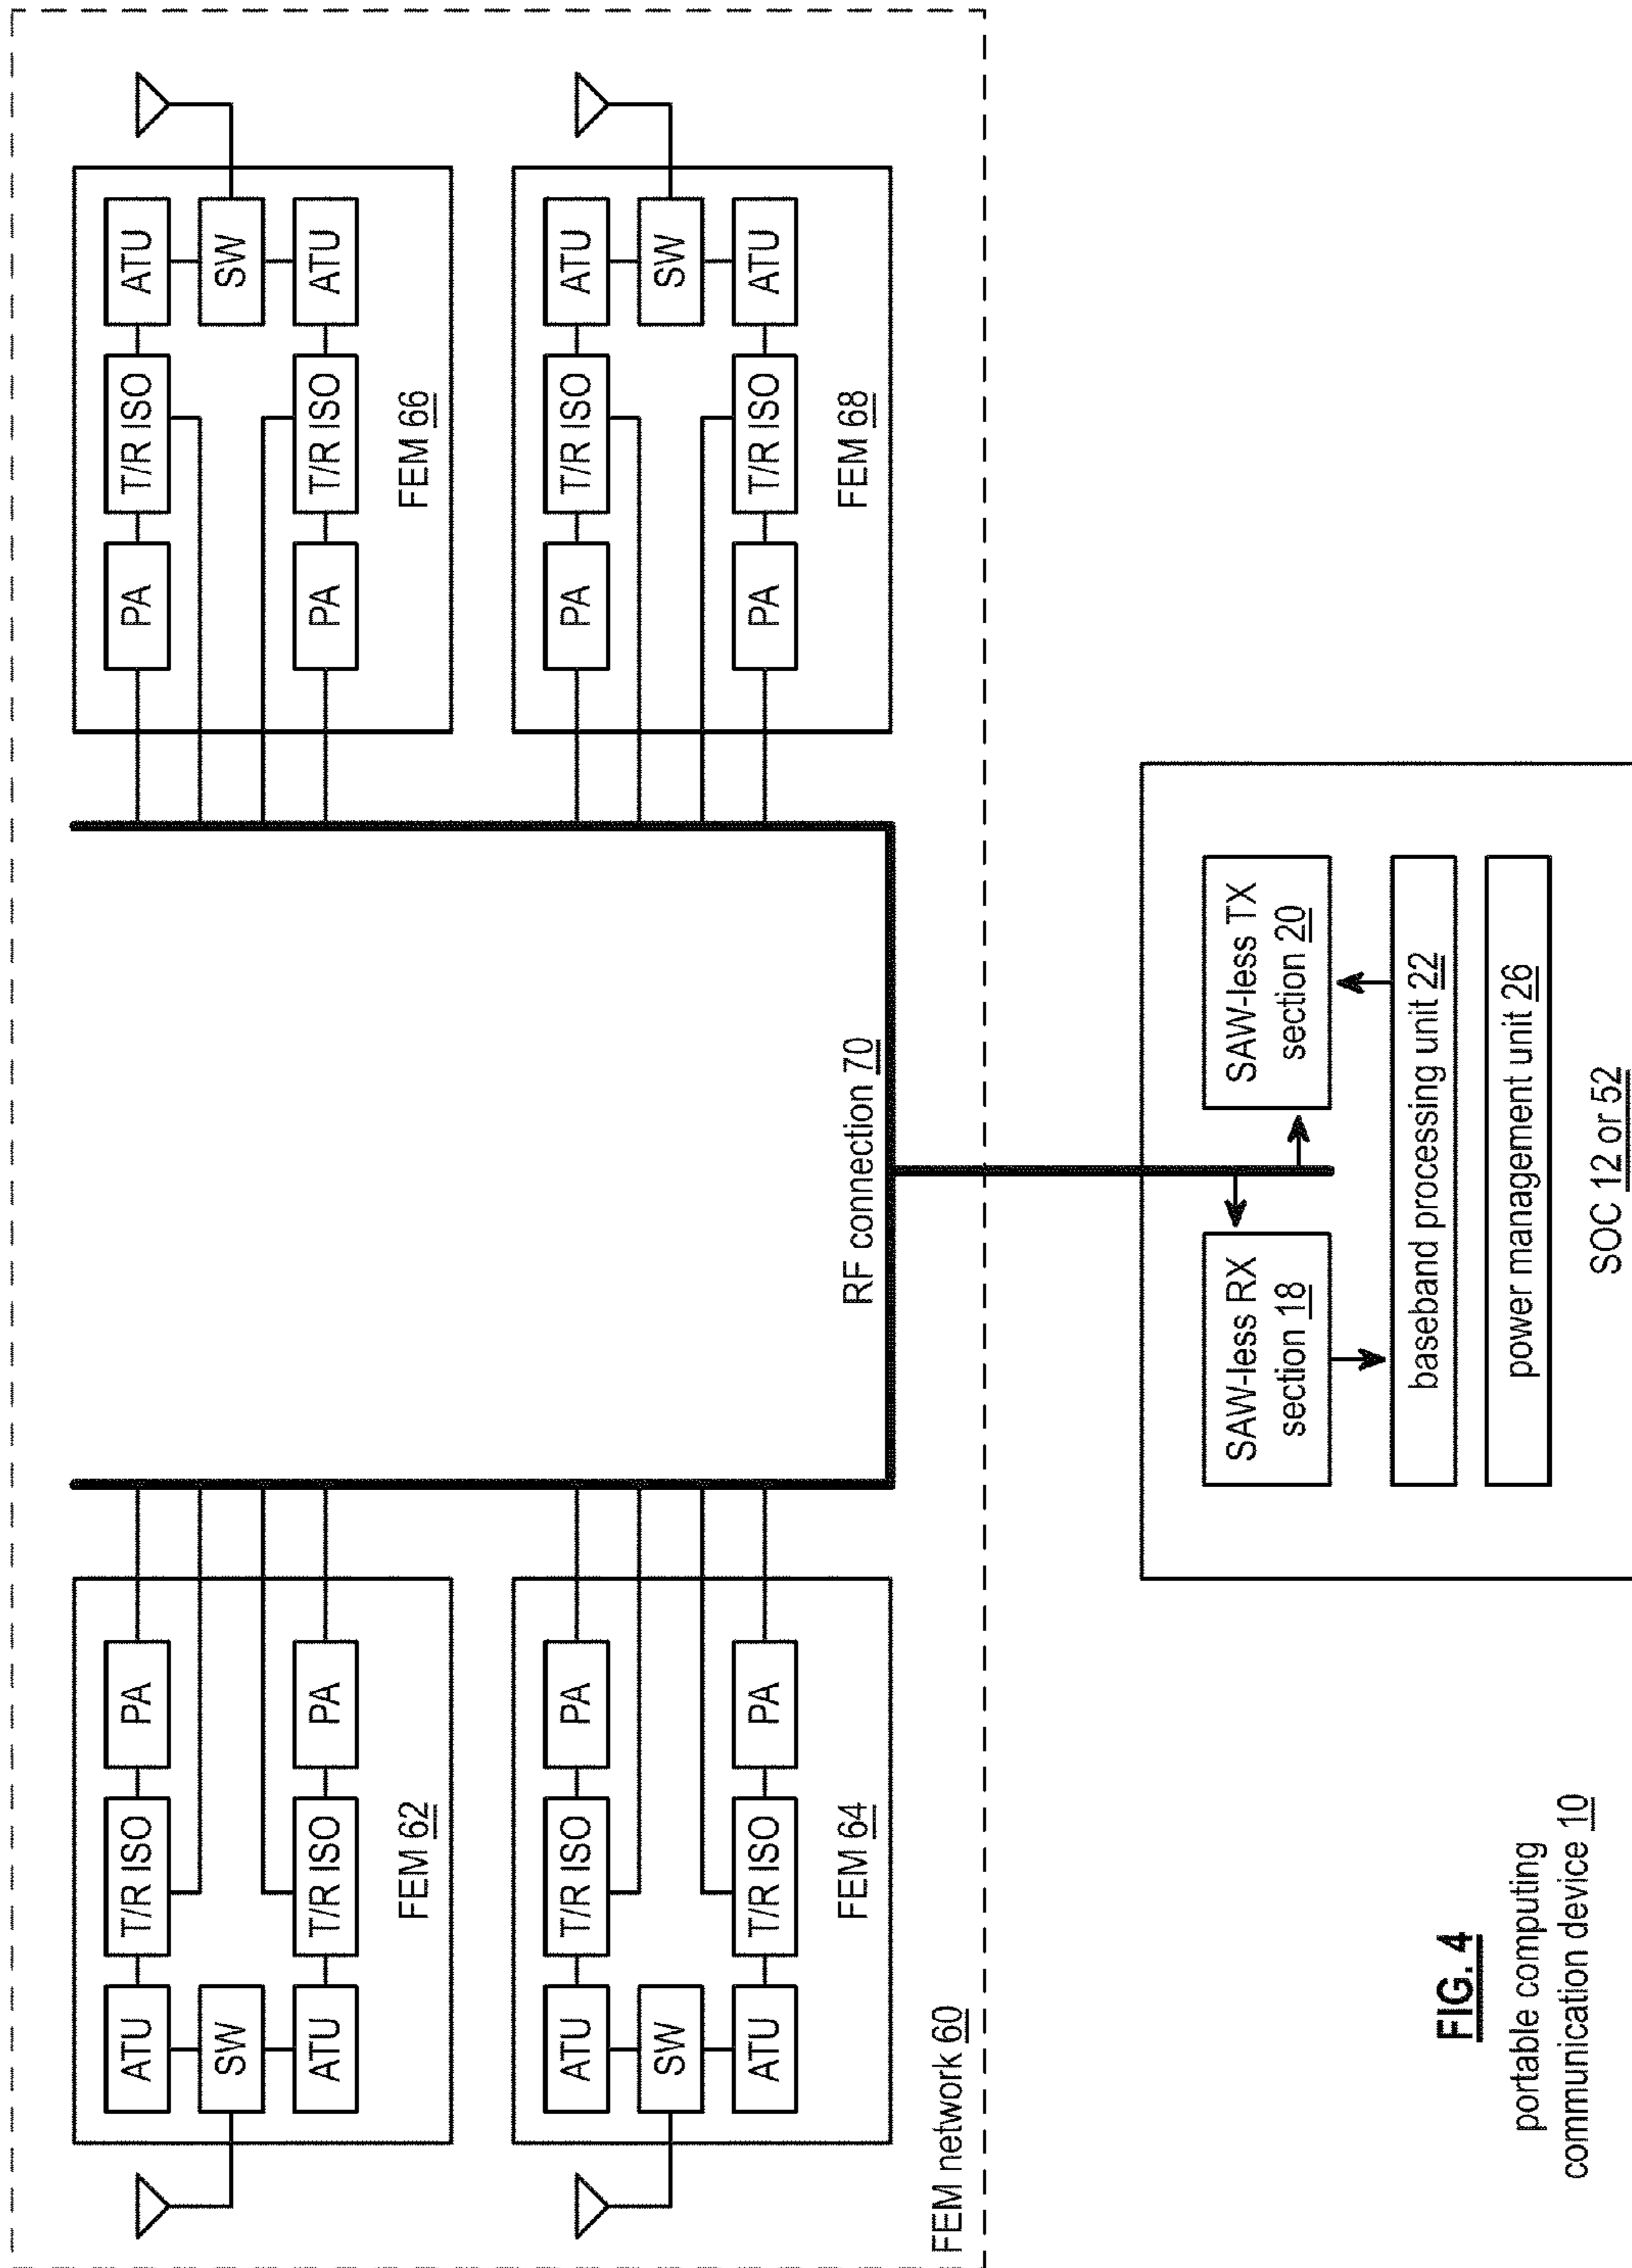 ATU
T/R ISO
PA
SW
ATU
T/R ISO
PA
FEM 62
PA
T/R ISO
ATU
SW
PA
T/R ISO
ATU
FEM 66
ATU
T/R ISO
PA
SW
ATU
T/R ISO
PA
FEM 64
PA
T/R ISO
ATU
SW
PA
T/R ISO
ATU
FEM 68
RF connection 70
FEM network 60
SAW-less RX
section 18
SAW-less TX
section 20
baseband processing unit 22
power management unit 26
SOC 12 or 52
FIG. 4
portable computing
communication device 10